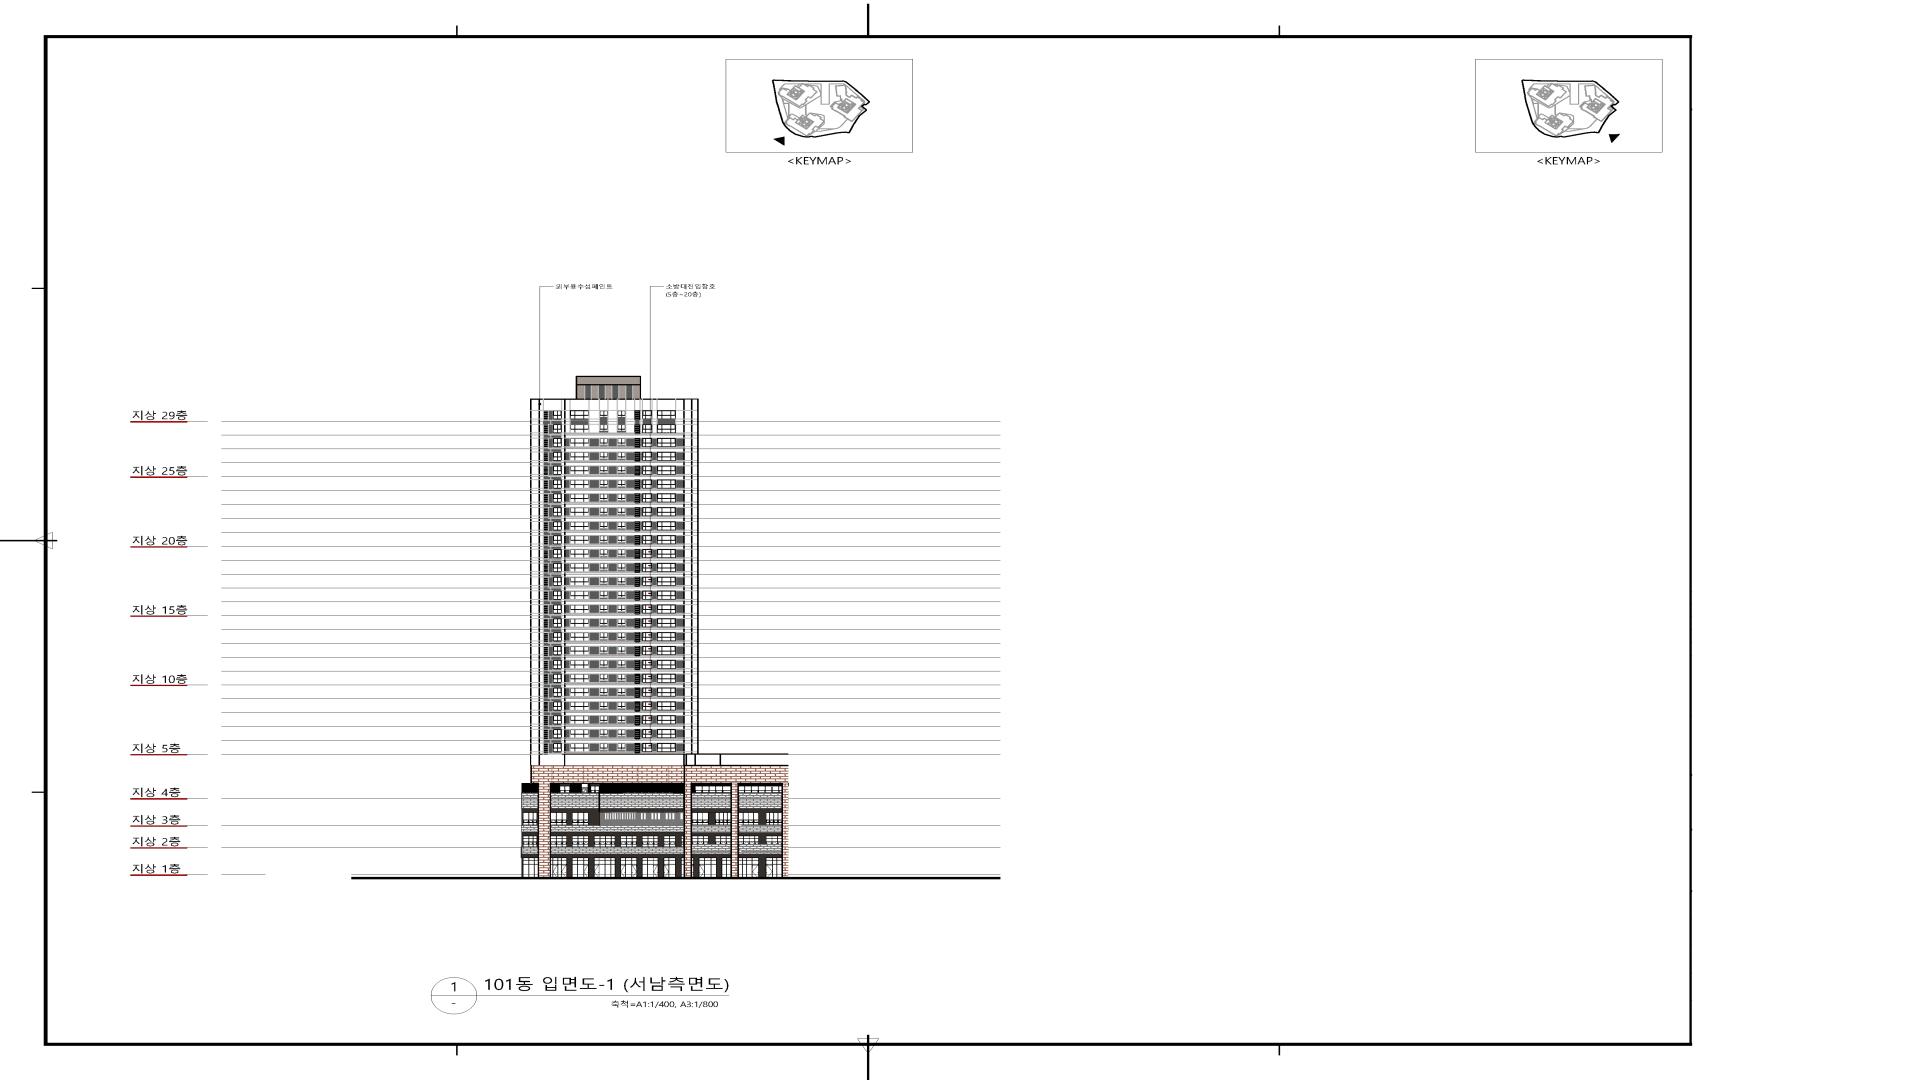 <KEYMAP>
<KEYMAP>
외부용수성페인트
소방대진입창호
(5층~20층)
지상 29층
지상 25층
지상 20층
지상 15층
지상 10층
지상 5층
지상 4층
지상 3층
지상 2층
지상 1층
1
-
101동 입면도-1 (서남측면도)
축척=A1:1/400, A3:1/800